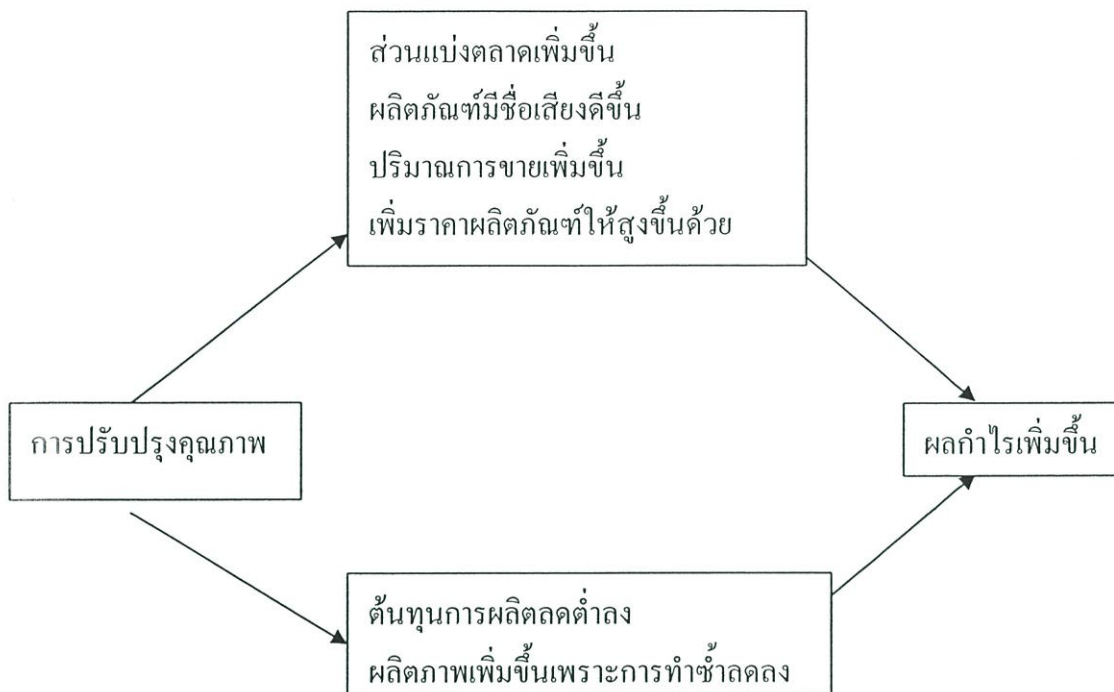 ส่วนแบ่งตลาดเพิ่มขึ้น
ผลิตภัณฑ์มีชื่อเสียงดีขึ้น
ปริมาณการขายเพิ่มขึ้น
เพิ่มราคาผลิตภัณฑ์ให้สูงขึ้นด้วย
การปรับปรุงคุณภาพ
ผลกำไรเพิ่มขึ้น
ต้นทุนการผลิตลดต่ำลง
ผลิตภาพเพิ่มขึ้นเพราะการทำซ้ำลดลง